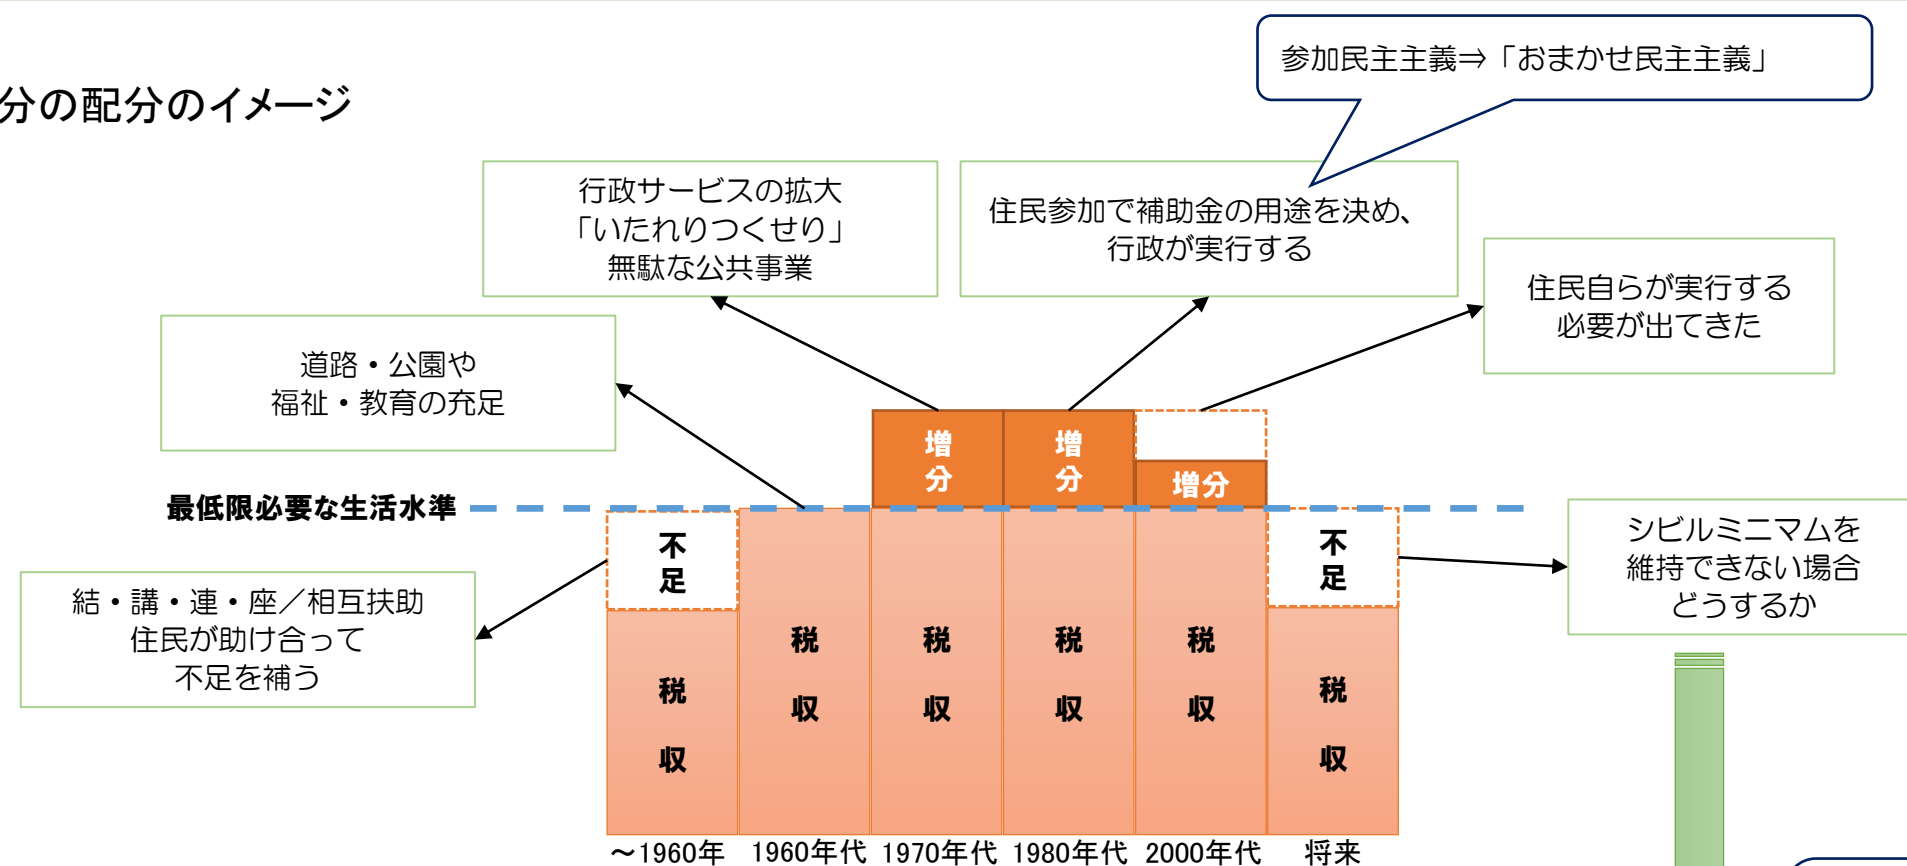 参加民主主義⇒「おまかせ民主主義」
分の配分のイメージ
行政サービスの拡大
「いたれりつくせり」
無駄な公共事業
住民参加で補助金の用途を決め、
行政が実行する
住民自らが実行する
必要が出てきた
道路・公園や
福祉・教育の充足
最低限必要な生活水準
結・講・連・座／相互扶助
住民が助け合って
不足を補う
シビルミニマムを
維持できない場合
どうするか
増
分
増
分
増分
不
足
不
足
税
収
税
収
税
収
税
収
税
収
税
収
～1960年
1960年代
1970年代
1980年代
2000年代
将来